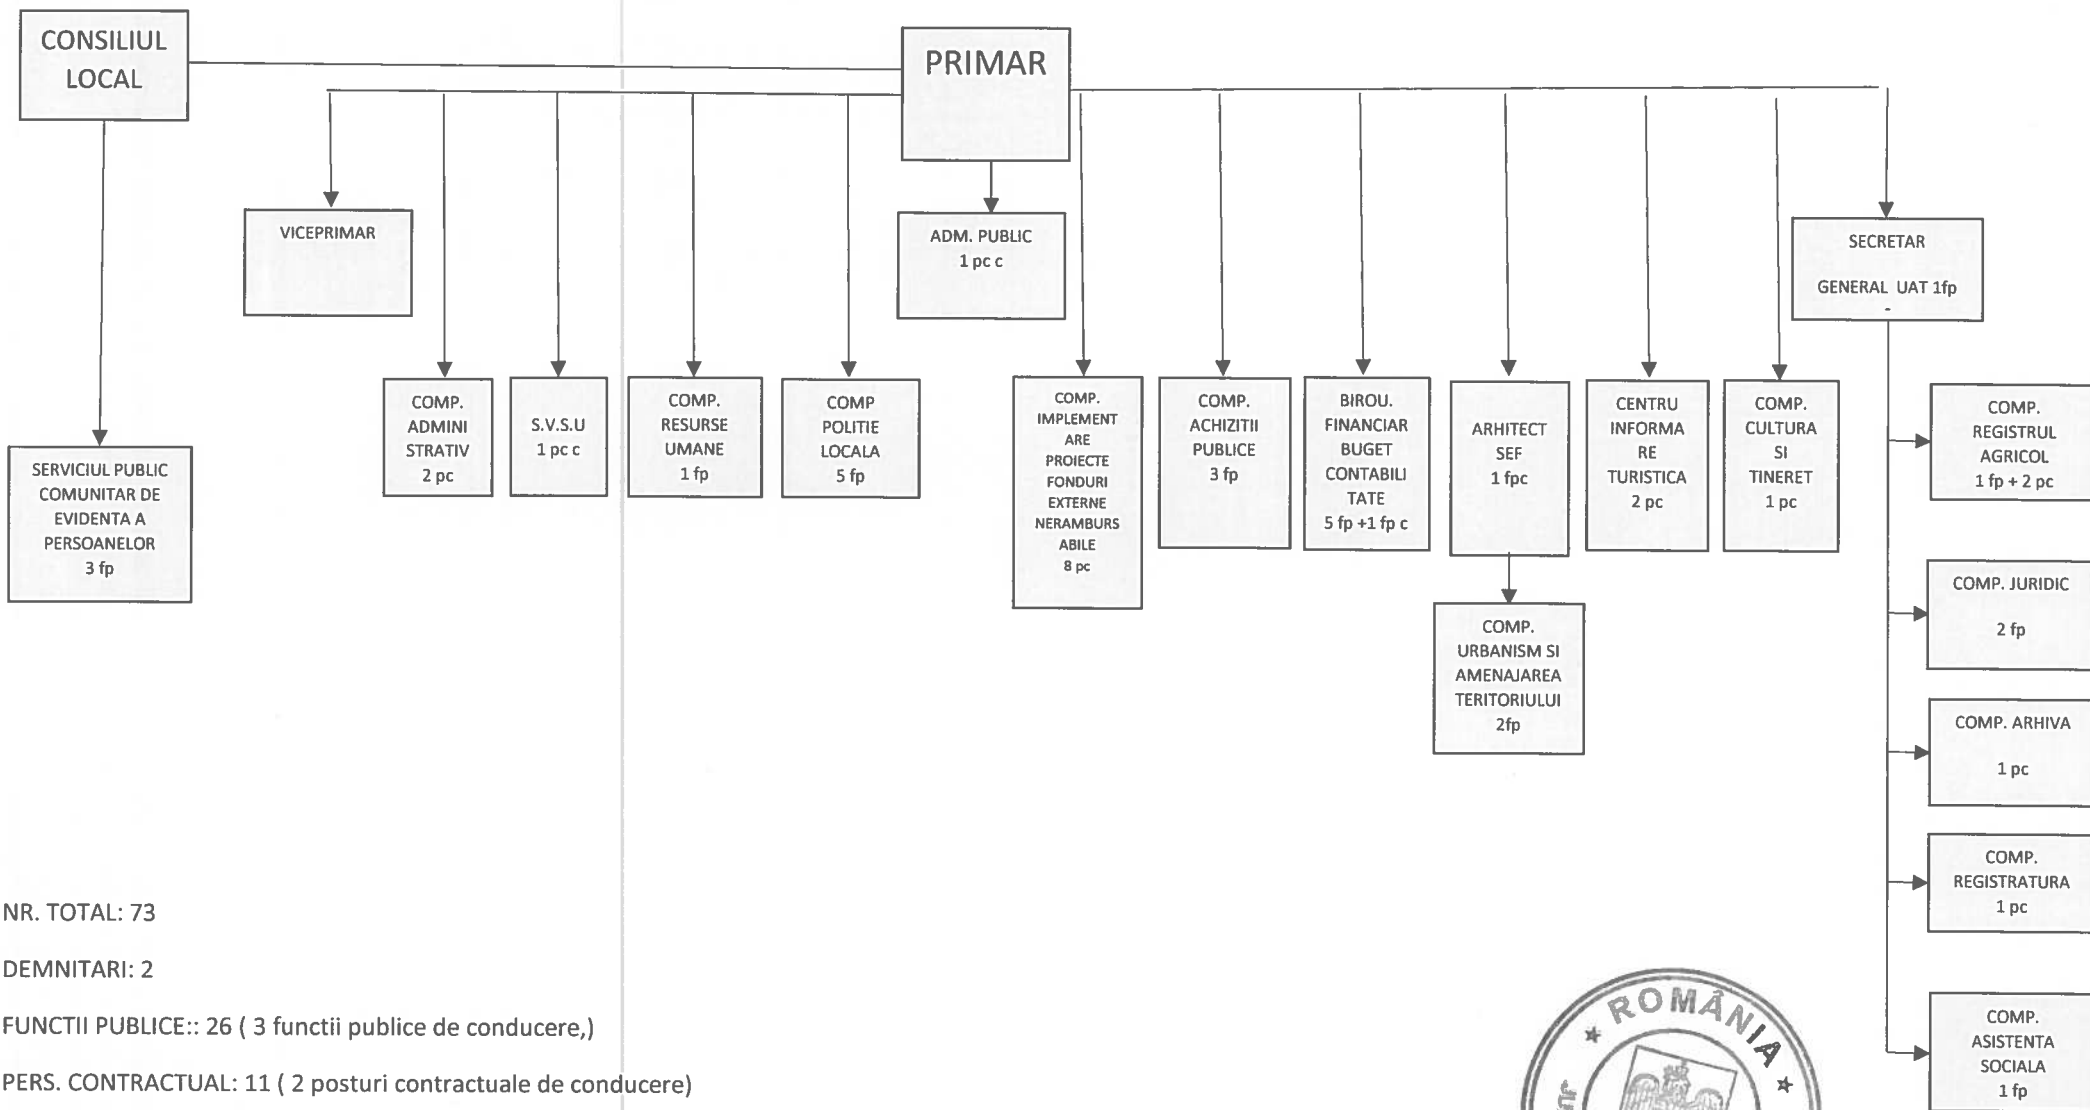 CONSILIUL
LOCAL
PRIMAR
VICEPRIMAR
ADM. PUBLIC
1 pc c
SECRETAR
GENERAL UAT 1fp
-
SERVICIUL PUBLIC
COMUNITAR DE
EVIDENTA A
PERSOANELOR
3 fp
COMP.
ADMINI
STRATIV
2 pc
S.V.S.U
1 pc c
COMP.
RESURSE
UMANE
1 fp
COMP
POLITIE
LOCALA
5 fp
COMP.
IMPLEMENT
ARE
PROIECTE
FONDURI
EXTERNE
NERAMBURS
ABILE
8 pc
COMP.
ACHIZITII
PUBLICE
3 fp
BIROU.
FINANCIAR
BUGET
CONTABILI
TATE
5 fp +1 fp c
ARHITECT
SEF
1 fpc
CENTRU
INFORMA
RE
TURISTICA
2 pc
COMP.
CULTURA
SI
TINERET
1 pc
COMP.
REGISTRUL
AGRICOL
1 fp + 2 pc
COMP. URBANISM SI
AMENAJAREA
TERITORIULUI
2fp
COMP. JURIDIC
2 fp
COMP. ARHIVA
1 pc
COMP.
REGISTRATURA
1 pc
COMP.
ASISTENTA
SOCIALA
1 fp
NR. TOTAL: 73
DEMNITARI: 2
FUNCTII PUBLICE:: 26 ( 3 functii publice de conducere,)
PERS. CONTRACTUAL: 11 ( 2 posturi contractuale de conducere)
* ROMÂNIA *